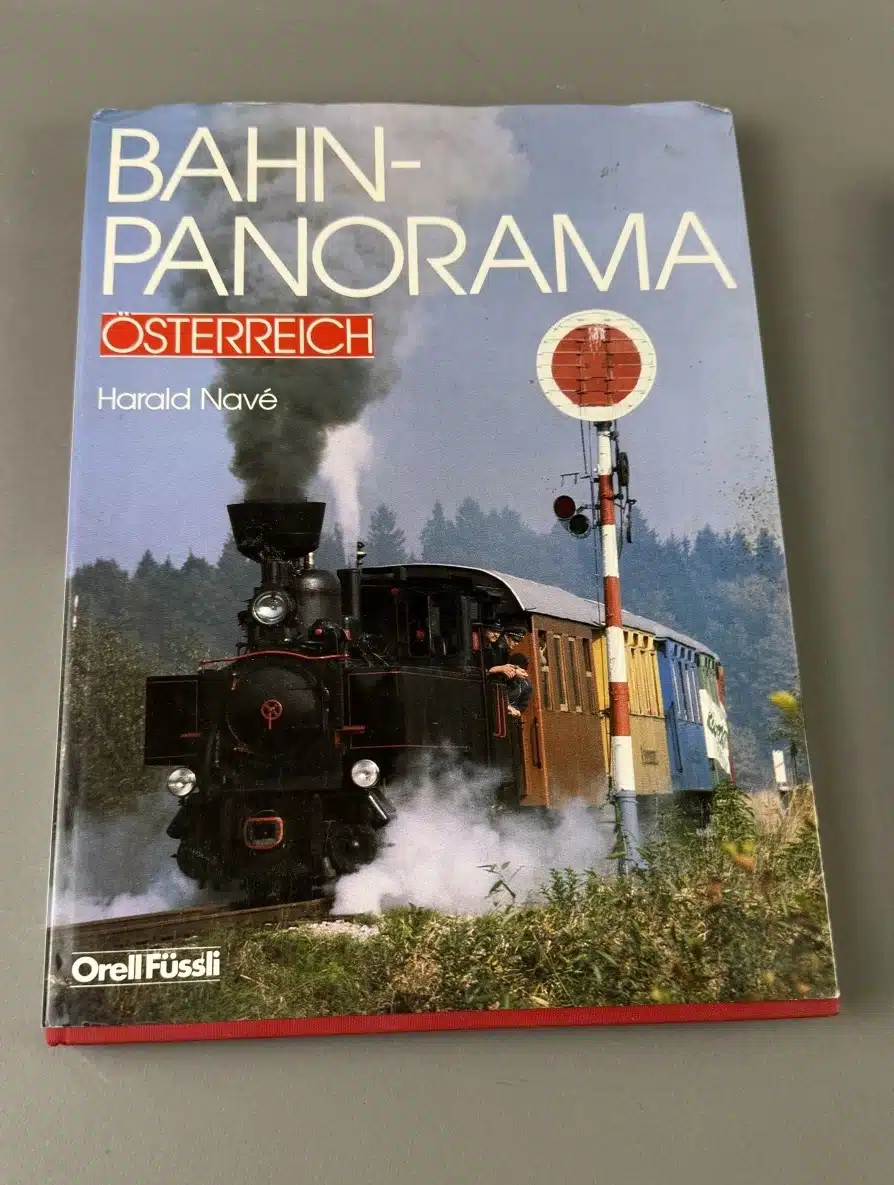 BAHN-
PANORAMA
ÖSTERREICH
Harald Navé
Orell Füssli